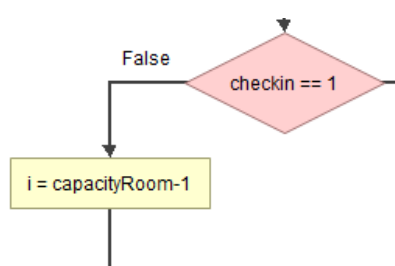 False
checkin == 1
i = capacityRoom-1